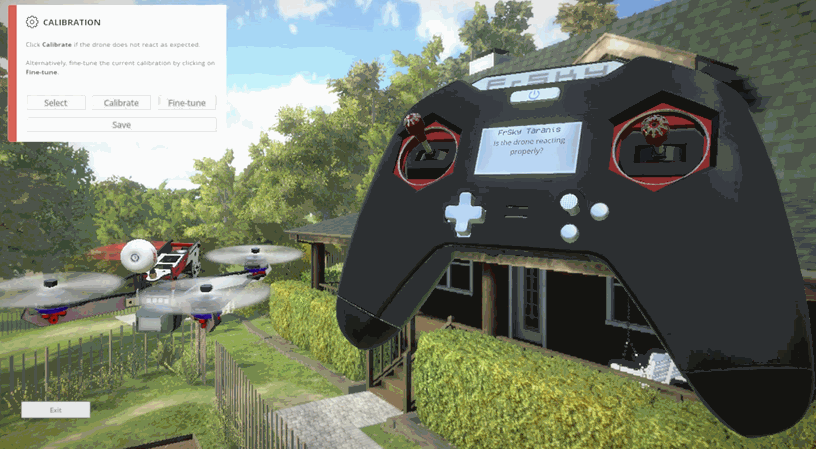 CALIBRATION
Click Calibrate if the drone does not react as expected.
Alternatively, fine-tune the current calibration by clicking on
Fine-tune.
Select
Calibrate
Fine-tune
Save
FrSky
FrSky Taranis
Is the drone reacting
properly?
Exit